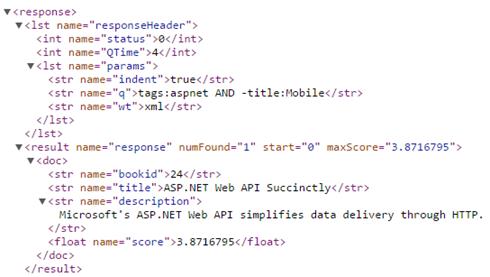 ▼<response>
▼<lst name="responseHeader">
<int name="status">0</int>
<int name="QTime">4</int>
▼<lst name="params">
<str name="indent">true</str>
<str name="q">tags:aspnet AND -title:Mobile</str>
<str name="wt">xml</str>
</lst>
</lst>
▼<result name="response" numFound="1" start="0" maxScore="3.8716795">
▼<doc>
<str name="bookid">24</str>
<str name="title">ASP.NET Web API Succinctly</str>
▼<str name="description">
Microsoft's ASP.NET Web API simplifies data delivery through HTTP.
</str>
<float name="score">3.8716795</float>
</doc>
</result>